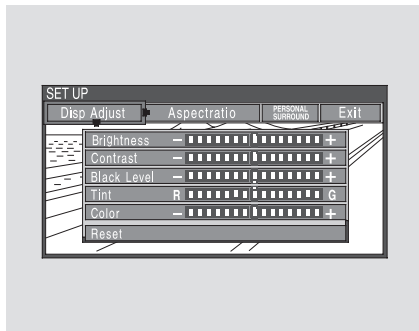 SET UP
Disp Adjust Aspectratio PERSONAL SURROUND Exit
Brightness − +
Contrast − +
Black Level − +
Tint R G
Color − +
Reset